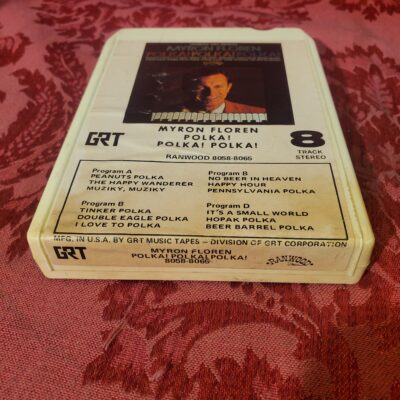 MYRON FLOREN
POLKA! POLKA! POLKA!
GRT
MYRON FLOREN
POLKA!
POLKA! POLKA!
8
TRACK
STEREO
RANWOOD 8058-8065
Program A
PEANUTS POLKA
THE HAPPY WANDERER
MUZIKY, MUZIKY
Program B
NO BEER IN HEAVEN
HAPPY HOUR
PENNSYLVANIA POLKA
Program B
TINKER POLKA
DOUBLE EAGLE POLKA
I LOVE TO POLKA
Program D
IT'S A SMALL WORLD
HOPAK POLKA
BEER BARREL POLKA
MFG. IN U.S.A. BY GRT MUSIC TAPES – DIVISION OF GRT CORPORATION
GRT
MYRON FLOREN
POLKA! POLKA! POLKA!
8058-8065
RANWOOD